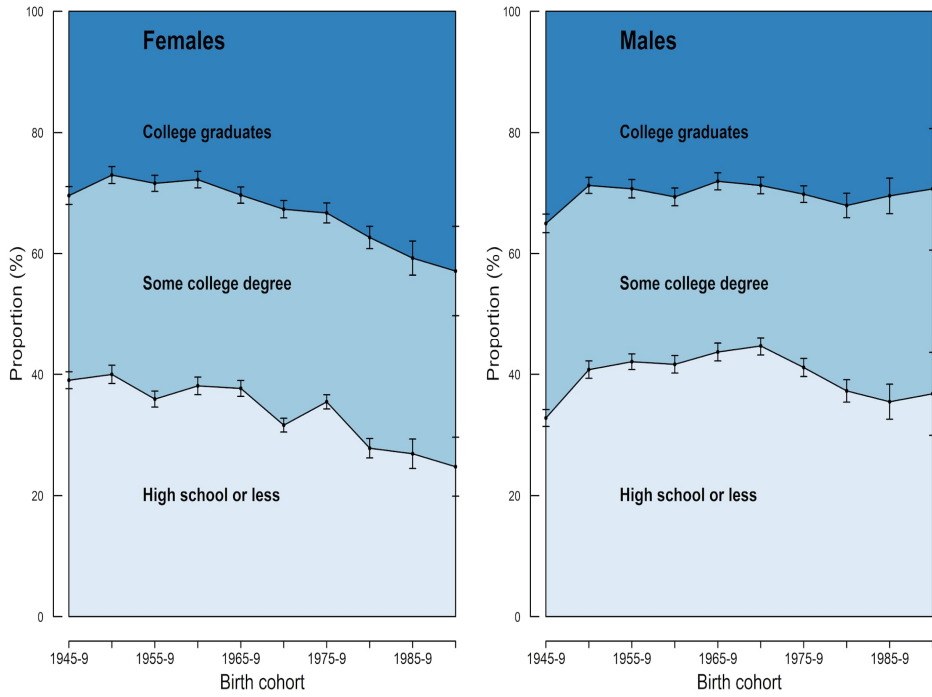 Females
College graduates
Some college degree
High school or less
Proportion (%)
100
80
60
40
20
0
1945-9 1955-9 1965-9 1975-9 1985-9
Birth cohort
Males
College graduates
Some college degree
High school or less
Proportion (%)
100
80
60
40
20
0
1945-9 1955-9 1965-9 1975-9 1985-9
Birth cohort